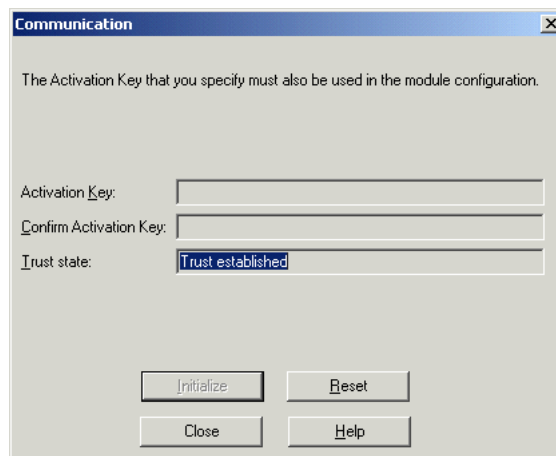 Communication
The Activation Key that you specify must also be used in the module configuration.
Activation Key:
Confirm Activation Key:
Trust state: Trust established
Initialize Reset
Close Help